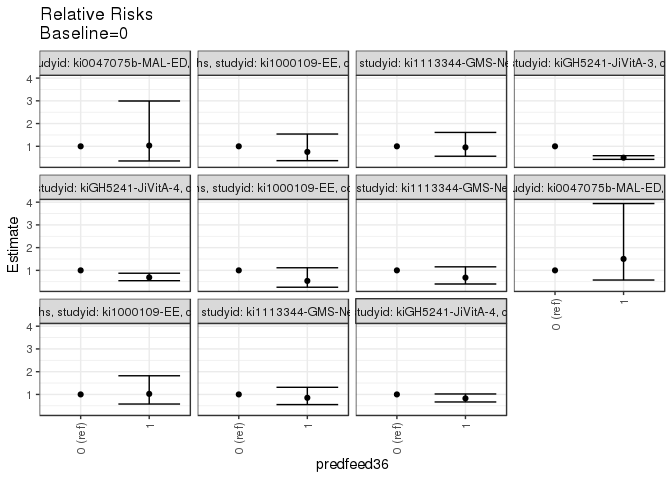 Relative Risks
Baseline=0
studyid: ki0047075b-MAL-ED, hs, studyid: ki1000109-EE, studyid: ki1113344-GMS-Ne studyid: kiGH5241-JiVitA-3,
4
3
2
1
studyid: kiGH5241-JiVitA-4, hs, studyid: ki1000109-EE, studyid: ki1113344-GMS-Ne udyid: ki0047075b-MAL-ED,
4
3
2
1
Estimate
hs, studyid: ki1000109-EE, studyid: ki1113344-GMS-Ne tudyid: kiGH5241-JiVitA-4,
4
3
2
1
0 (ref) 1 0 (ref) 1 0 (ref) 1 0 (ref) 1
predfeed36